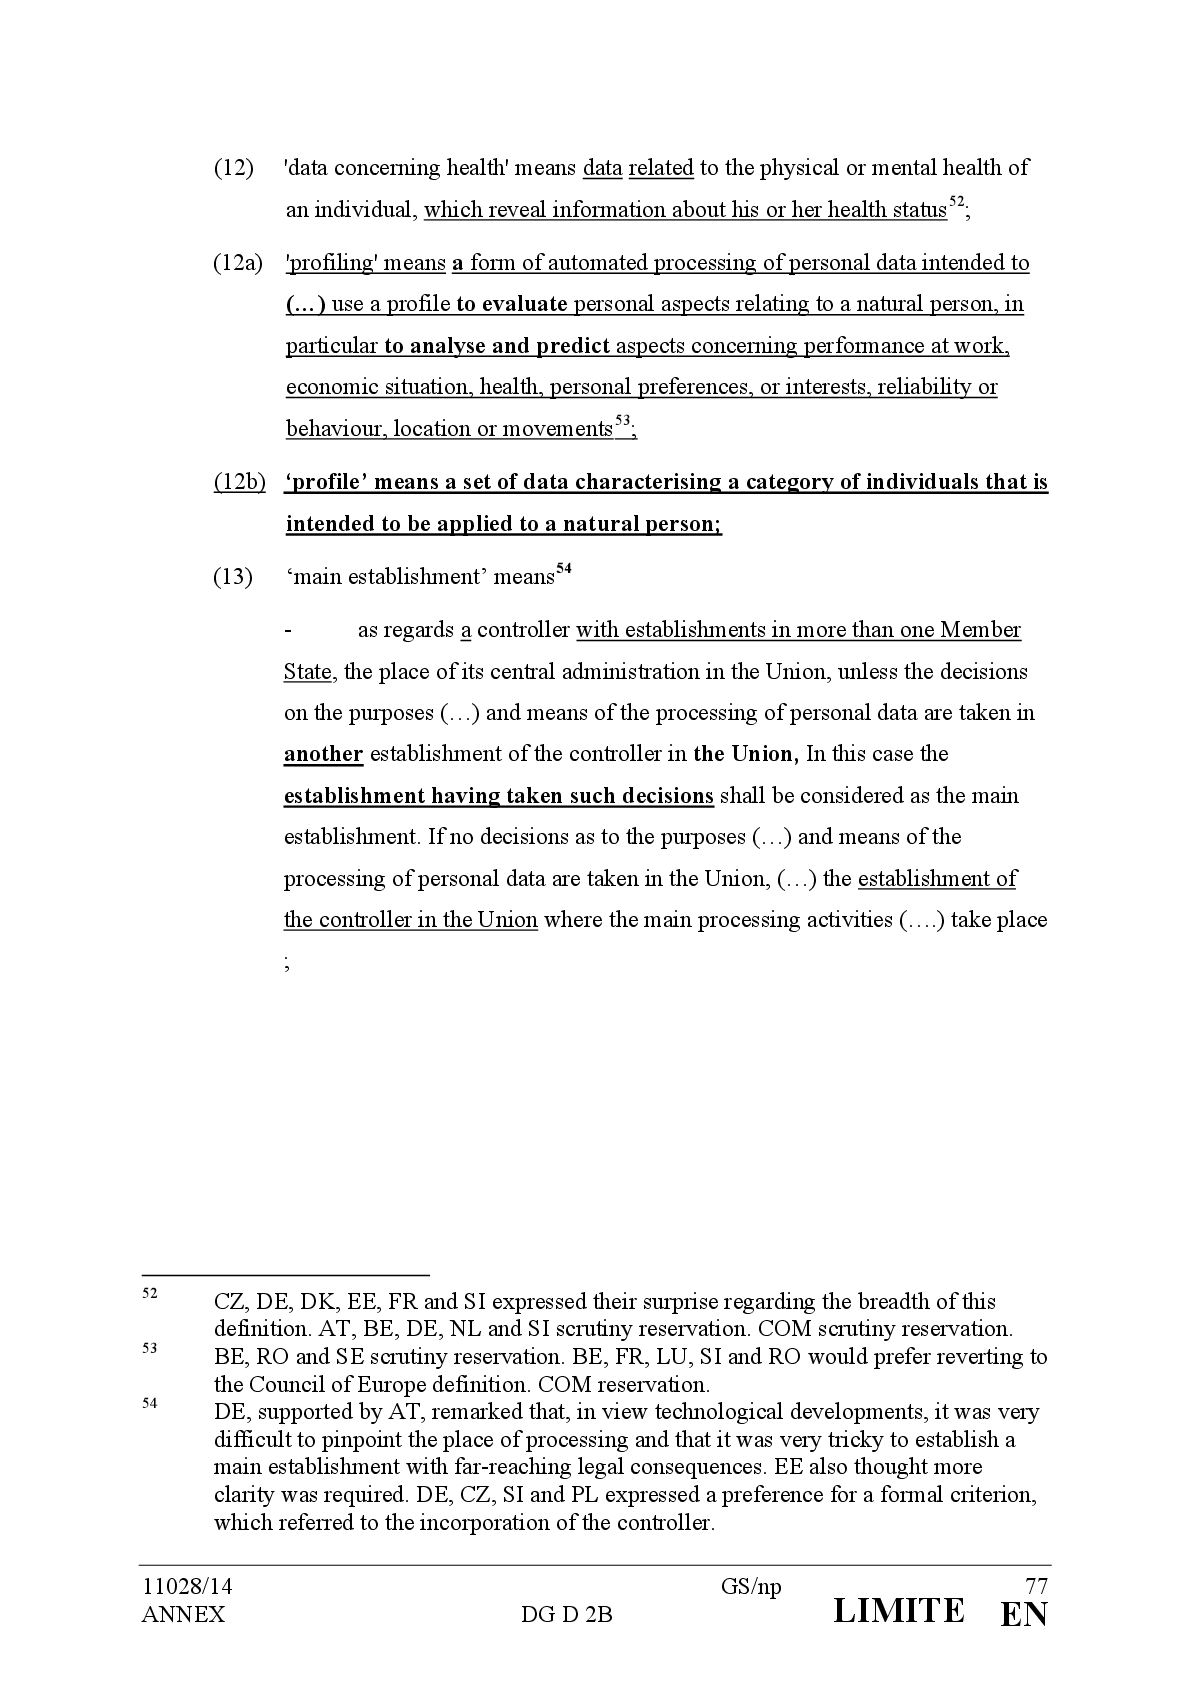 (12) 'data concerning health' means data related to the physical or mental health of
an individual, which reveal information about his or her health status52;
(12a) 'profiling' means a form of automated processing of personal data intended to
(…) use a profile to evaluate personal aspects relating to a natural person, in
particular to analyse and predict aspects concerning performance at work,
economic situation, health, personal preferences, or interests, reliability or
behaviour, location or movements53;
(12b) ‘profile’ means a set of data characterising a category of individuals that is
intended to be applied to a natural person;
(13) ‘main establishment’ means54
- as regards a controller with establishments in more than one Member
State, the place of its central administration in the Union, unless the decisions
on the purposes (…) and means of the processing of personal data are taken in
another establishment of the controller in the Union, In this case the
establishment having taken such decisions shall be considered as the main
establishment. If no decisions as to the purposes (…) and means of the
processing of personal data are taken in the Union, (…) the establishment of
the controller in the Union where the main processing activities (….) take place
;
52 CZ, DE, DK, EE, FR and SI expressed their surprise regarding the breadth of this
definition. AT, BE, DE, NL and SI scrutiny reservation. COM scrutiny reservation.
53 BE, RO and SE scrutiny reservation. BE, FR, LU, SI and RO would prefer reverting to
the Council of Europe definition. COM reservation.
54 DE, supported by AT, remarked that, in view technological developments, it was very
difficult to pinpoint the place of processing and that it was very tricky to establish a
main establishment with far-reaching legal consequences. EE also thought more
clarity was required. DE, CZ, SI and PL expressed a preference for a formal criterion,
which referred to the incorporation of the controller.
11028/14 GS/np 77
ANNEX DG D 2B LIMITE EN